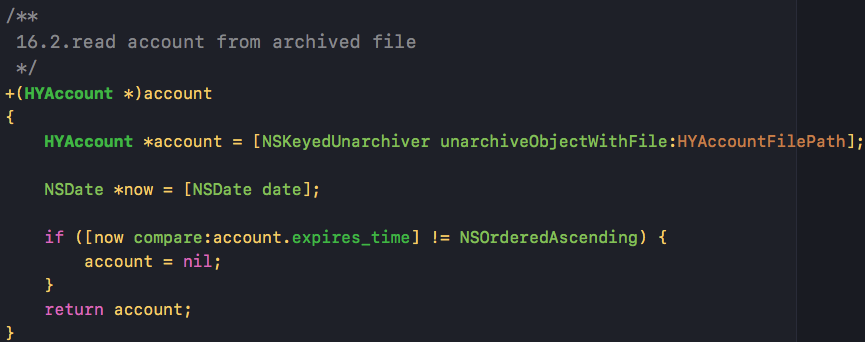 /**
 16.2.read account from archived file
 */
+(HYAccount *)account
{
    HYAccount *account = [NSKeyedUnarchiver unarchiveObjectWithFile:HYAccountFilePath];
    NSDate *now = [NSDate date];
    if ([now compare:account.expires_time] != NSOrderedAscending) {
        account = nil;
    }
    return account;
}